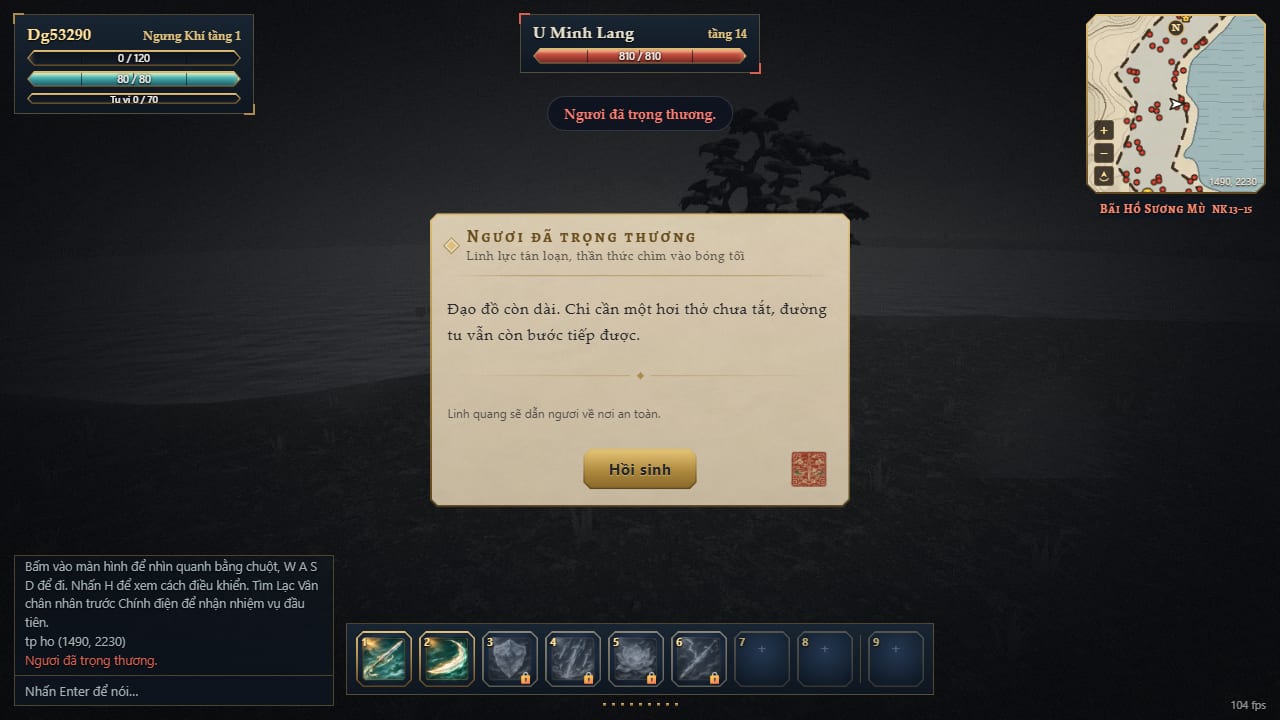 Dg53290
Ngưng Khí tầng 1
0 / 120
80 / 80
Tu vi 0 / 70
U Minh Lang
tầng 14
810 / 810
Ngươi đã trọng thương.
N
+
−
1490, 2230
Bãi Hồ Sương Mù NK13–15
Ngươi đã trọng thương
Linh lực tán loạn, thần thức chìm vào bóng tối
Đạo đồ còn dài. Chỉ cần một hơi thở chưa tắt, đường
tu vẫn còn bước tiếp được.
Linh quang sẽ dẫn ngươi về nơi an toàn.
Hồi sinh
Bấm vào màn hình để nhìn quanh bằng chuột, W A S
D để đi. Nhấn H để xem cách điều khiển. Tìm Lạc Vân
chân nhân trước Chính điện để nhận nhiệm vụ đầu
tiên.
tp ho (1490, 2230)
Ngươi đã trọng thương.
Nhấn Enter để nói...
1 2 3 4 5 6 7 8 9
104 fps